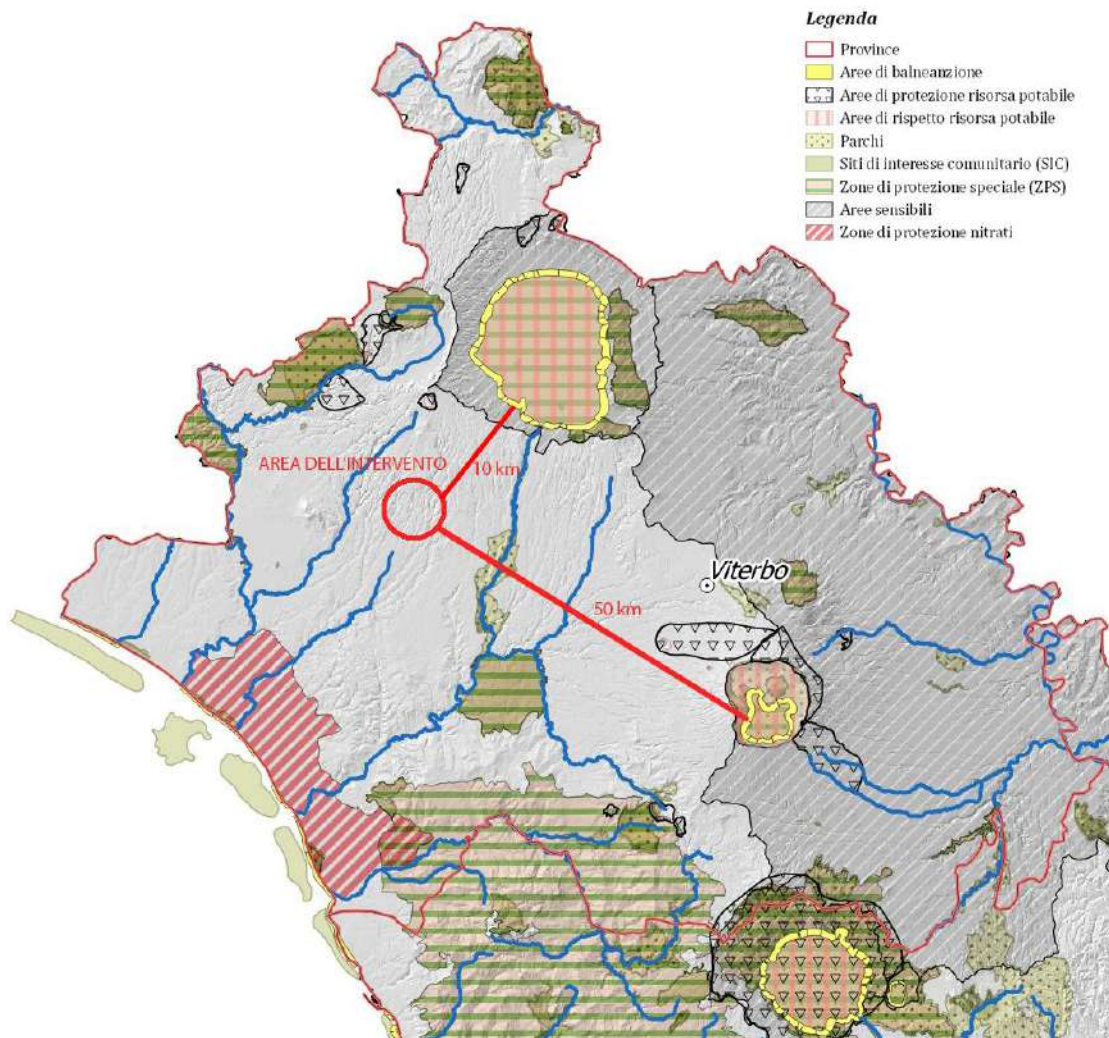 Legenda
Province
Aree di balneanzione
Aree di protezione risorsa potabile
Aree di rispetto risorsa potabile
Parchi
Siti di interesse comunitario (SIC)
Zone di protezione speciale (ZPS)
Aree sensibili
Zone di protezione nitrati
AREA DELL'INTERVENTO
10 km
Viterbo
50 km